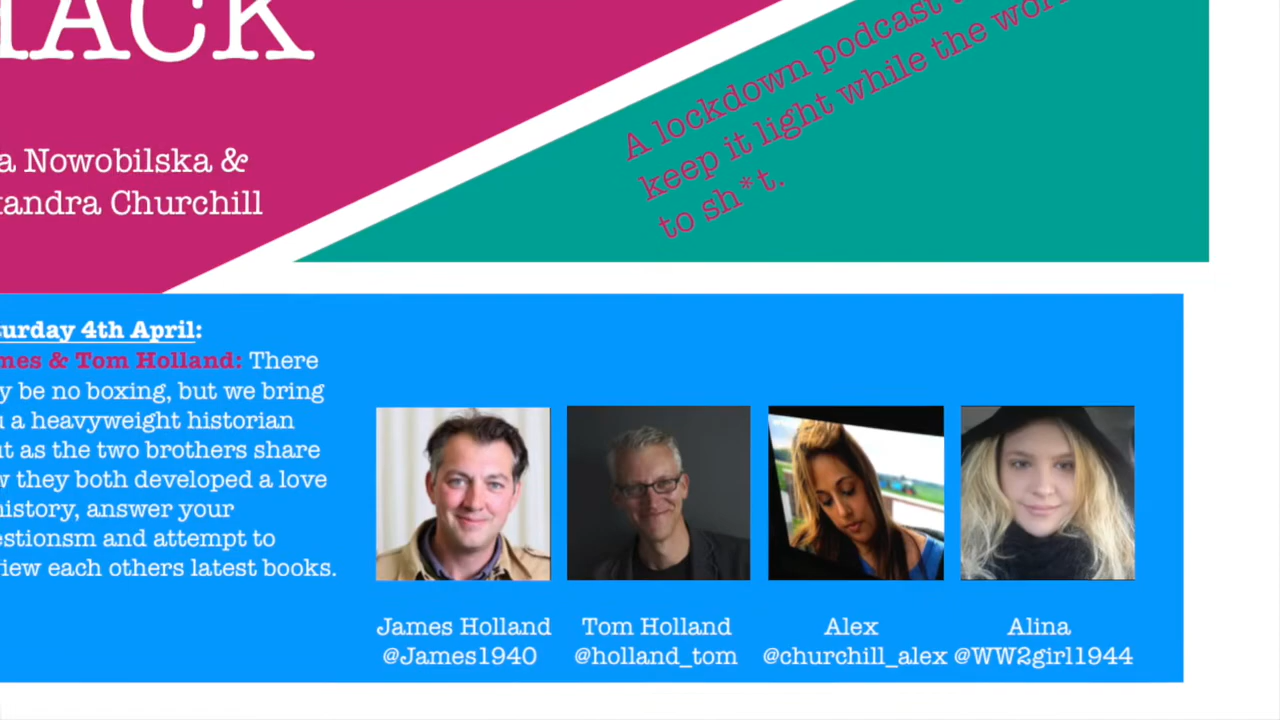 HACK
a Nowobilska &
xandra Churchill
A lockdown podcast
keep it light while the wor
to sh*t.
turday 4th April:
mes & Tom Holland: There
y be no boxing, but we bring
u a heavyweight historian
ut as the two brothers share
w they both developed a love
history, answer your
estionsm and attempt to
view each others latest books.
James Holland
@James1940
Tom Holland
@holland_tom
Alex
@churchill_alex
Alina
@WW2girl1944